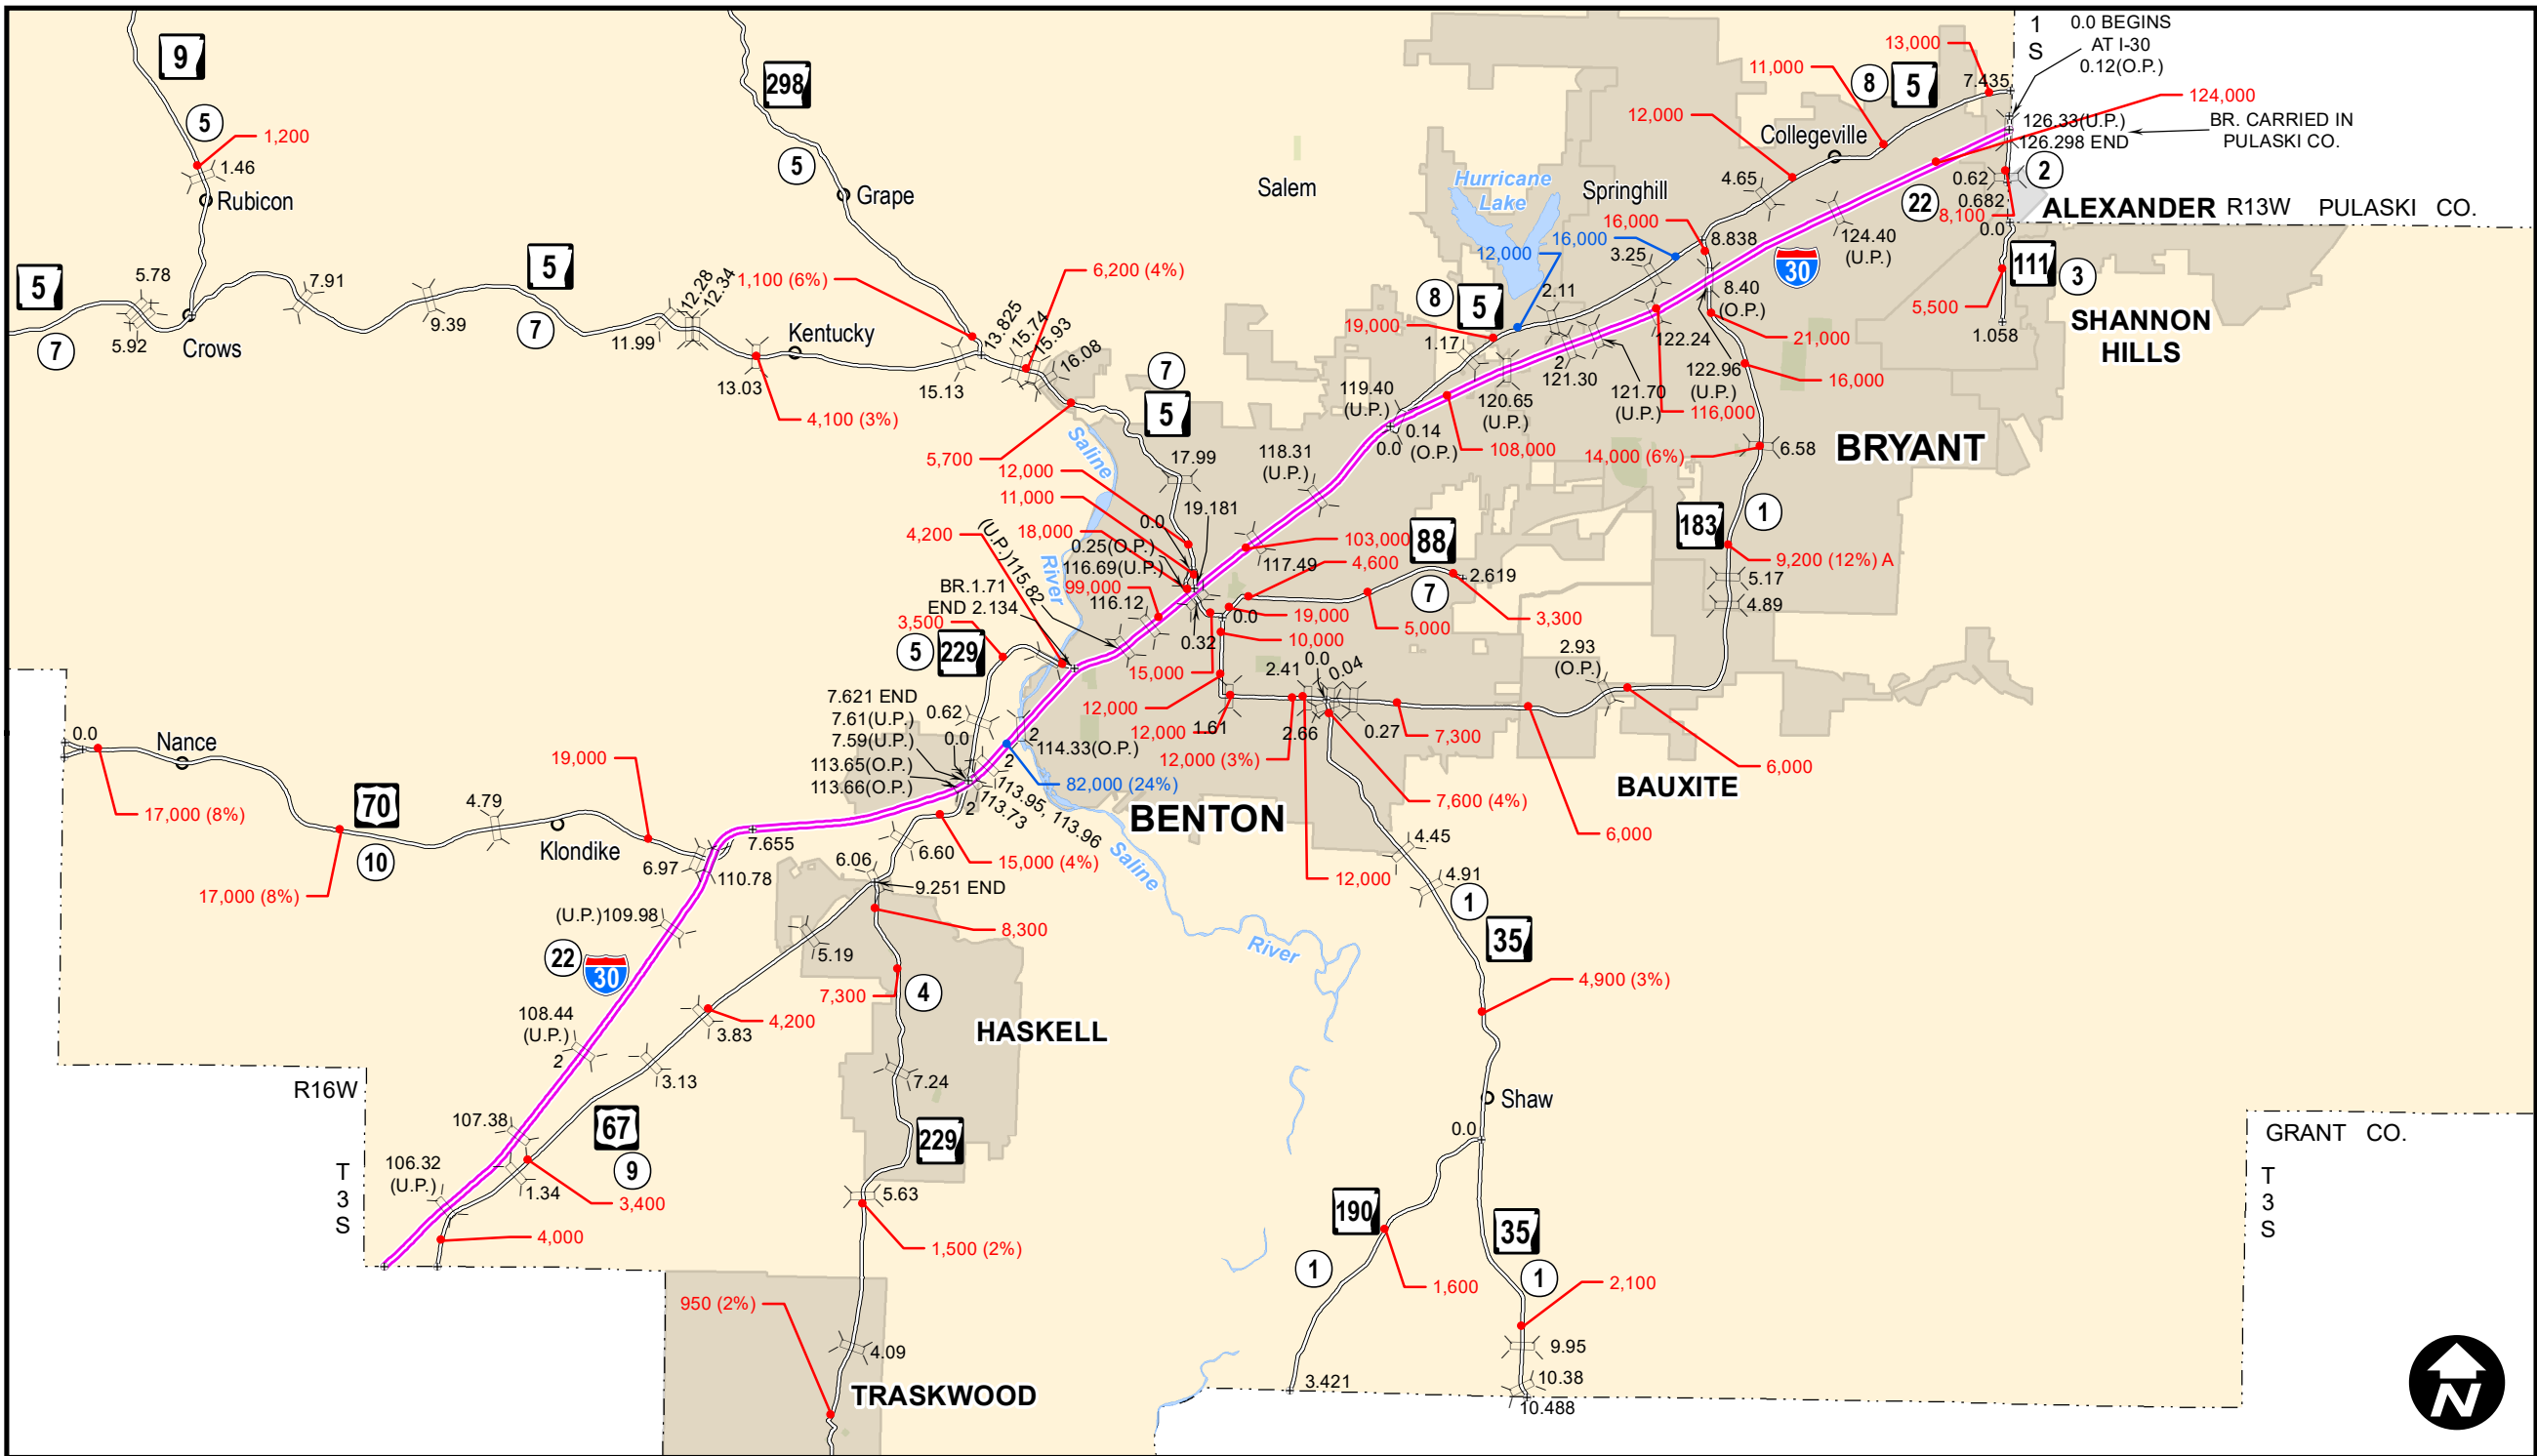 9
5
1,200
1.46
Rubicon
298
5
Grape
Salem
Hurricane
Lake
Springhill
Collegeville
13,000
11,000
8
5
12,000
7.435
1
S
0.0 BEGINS
AT I-30
0.12(O.P.)
124,000
126.33(U.P.)
126.298 END
BR. CARRIED IN
PULASKI CO.
2
0.62
0.682
8,100
0.0
22
ALEXANDER
R13W
PULASKI CO.
111
3
5,500
1.058
SHANNON
HILLS
4.65
16,000
8.838
124.40
(U.P.)
30
8.40
(O.P.)
21,000
16,000
12,000
16,000
3.25
2.11
8
5
19,000
1.17
122.24
122.96
(U.P.)
116,000
121.70
(U.P.)
2
121.30
120.65
(U.P.)
119.40
(U.P.)
0.14
(O.P.)
0.0
108,000
14,000 (6%)
6.58
BRYANT
183
1
9,200 (12%) A
5.17
4.89
5
7
5.78
5.92
Crows
7.91
9.39
5
7
12.28
12.34
11.99
Kentucky
13.03
4,100 (3%)
1,100 (6%)
13.825
15.74
15.93
16.08
15.13
6,200 (4%)
7
5
5,700
Saline
River
17.99
12,000
11,000
18,000
19.181
0.0
0.25(O.P.)
116.69(U.P.)
99,000
116.12
118.31
(U.P.)
103,000
117.49
4,600
88
7
2.619
3,300
5,000
19,000
0.0
10,000
0.32
15,000
12,000
12,000
1.61
12,000 (3%)
2.41
0.0
0.04
2.66
0.27
7,300
12,000
7,600 (4%)
6,000
2.93
(O.P.)
6,000
BAUXITE
4,200
(U.P.)115.82
BR.1.71
END 2.134
3,500
5
229
7.621 END
7.61(U.P.)
7.59(U.P.)
0.62
0.0
113.65(O.P.)
113.66(O.P.)
2
114.33(O.P.)
2
82,000 (24%)
113.95, 113.96
113.73
2
BENTON
Saline
River
0.0
Nance
17,000 (8%)
70
10
17,000 (8%)
4.79
Klondike
19,000
6.97
7.655
110.78
15,000 (4%)
6.60
6.06
9.251 END
8,300
5.19
7,300
4
(U.P.)109.98
22
30
108.44
(U.P.)
2
4,200
3.83
3.13
HASKELL
7.24
229
67
9
107.38
106.32
(U.P.)
1.34
3,400
4,000
R16W
T
3
S
5.63
1,500 (2%)
950 (2%)
4.09
TRASKWOOD
4.45
4.91
1
35
4,900 (3%)
Shaw
0.0
190
1
1,600
3.421
35
1
2,100
9.95
10.38
10.488
GRANT CO.
T
3
S
N